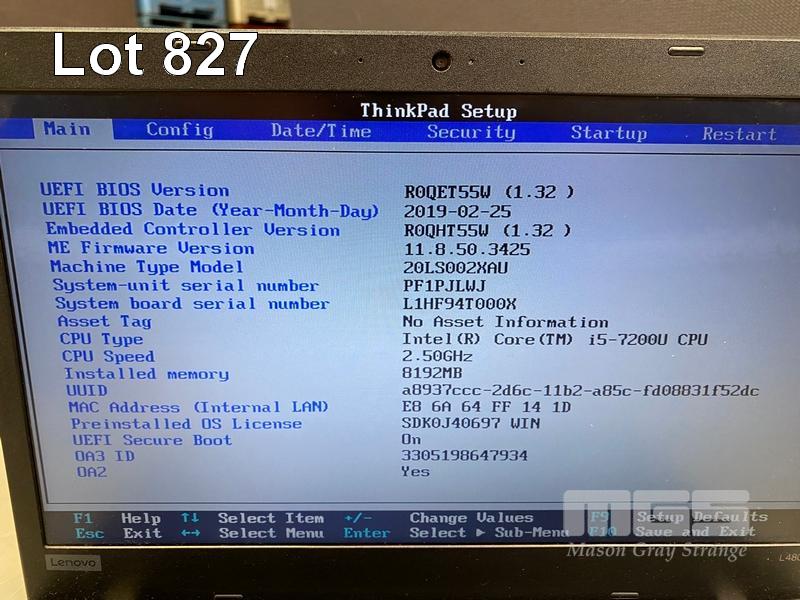 Lot 827
ThinkPad Setup
Main Config Date/Time Security Startup Restart
UEFI BIOS Version R0QET55W (1.32 )
UEFI BIOS Date (Year-Month-Day) 2019-02-25
Embedded Controller Version R0QHT55W (1.32 )
ME Firmware Version 11.8.50.3425
Machine Type Model 20LS002XAU
System-unit serial number PF1PJLWJ
System board serial number L1HF94T000X
Asset Tag No Asset Information
CPU Type Intel(R) Core(TM) i5-7200U CPU
CPU Speed 2.50GHz
Installed memory 8192MB
UUID a8937ccc-2d6c-11b2-a85c-fd08831f52dc
MAC Address (Internal LAN) E8 6A 64 FF 14 1D
Preinstalled OS License SDK0J40697 WIN
UEFI Secure Boot On
OA3 ID 3305198647934
OA2 Yes
F1 Help ↑↓ Select Item +/- Change Values F9 Setup Defaults
Esc Exit ←→ Select Menu Enter Select ▶ Sub-Menu F10 Save and Exit
MGS
Mason Gray Strange
Lenovo L480